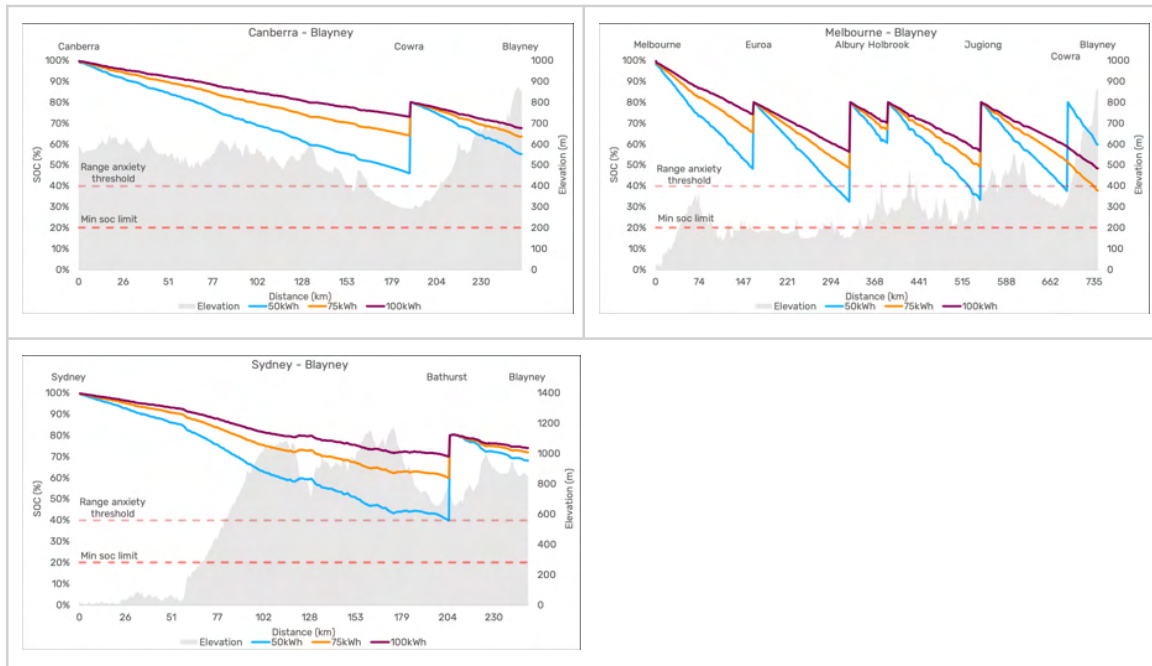 Canberra - Blayney
Canberra Cowra Blayney
100% 1000
90% 900
80% 800
70% 700
60% 600
50% 500
40% 400
30% 300
20% 200
10% 100
0% 0
SOC (%)
Elevation (m)
Range anxiety
threshold
Min soc limit
0 26 51 77 102 128 153 179 204 230
Distance (km)
Elevation 50kWh 75kWh 100kWh
Melbourne - Blayney
Melbourne Euroa Albury Holbrook Jugiong Blayney
Cowra
100% 1000
90% 900
80% 800
70% 700
60% 600
50% 500
40% 400
30% 300
20% 200
10% 100
0% 0
SOC (%)
Elevation (m)
Range anxiety
threshold
Min soc limit
0 74 147 221 294 368 441 515 588 662 735
Distance (km)
Elevation 50kWh 75kWh 100kWh
Sydney - Blayney
Sydney Bathurst Blayney
100% 1400
90% 1200
80% 1000
70% 800
60% 600
50% 400
40% 200
30% 0
20%
10%
0%
SOC (%)
Elevation (m)
Range anxiety
threshold
Min soc limit
0 26 51 77 102 128 153 179 204 230
Distance (km)
Elevation 50kWh 75kWh 100kWh